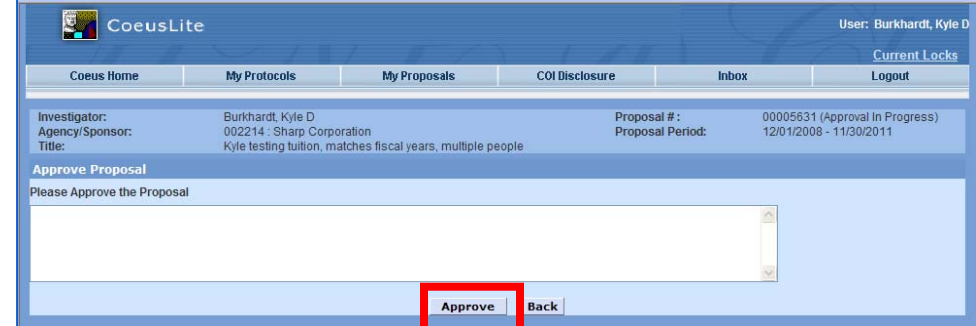 CoeusLite
User: Burkhardt, Kyle D
Current Locks
Coeus Home My Protocols My Proposals COI Disclosure Inbox Logout
Investigator: Burkhardt, Kyle D Proposal # : 00005631 (Approval In Progress)
Agency/Sponsor: 002214 : Sharp Corporation Proposal Period: 12/01/2008 - 11/30/2011
Title: Kyle testing tuition, matches fiscal years, multiple people
Approve Proposal
Please Approve the Proposal
Approve Back